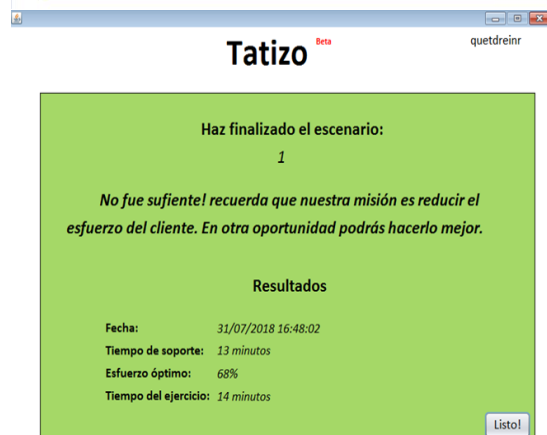 Tatizo Beta
quetdreinr
Haz finalizado el escenario:
1
No fue sufiente! recuerda que nuestra misión es reducir el
esfuerzo del cliente. En otra oportunidad podrás hacerlo mejor.
Resultados
Fecha: 31/07/2018 16:48:02
Tiempo de soporte: 13 minutos
Esfuerzo óptimo: 68%
Tiempo del ejercicio: 14 minutos
Listo!